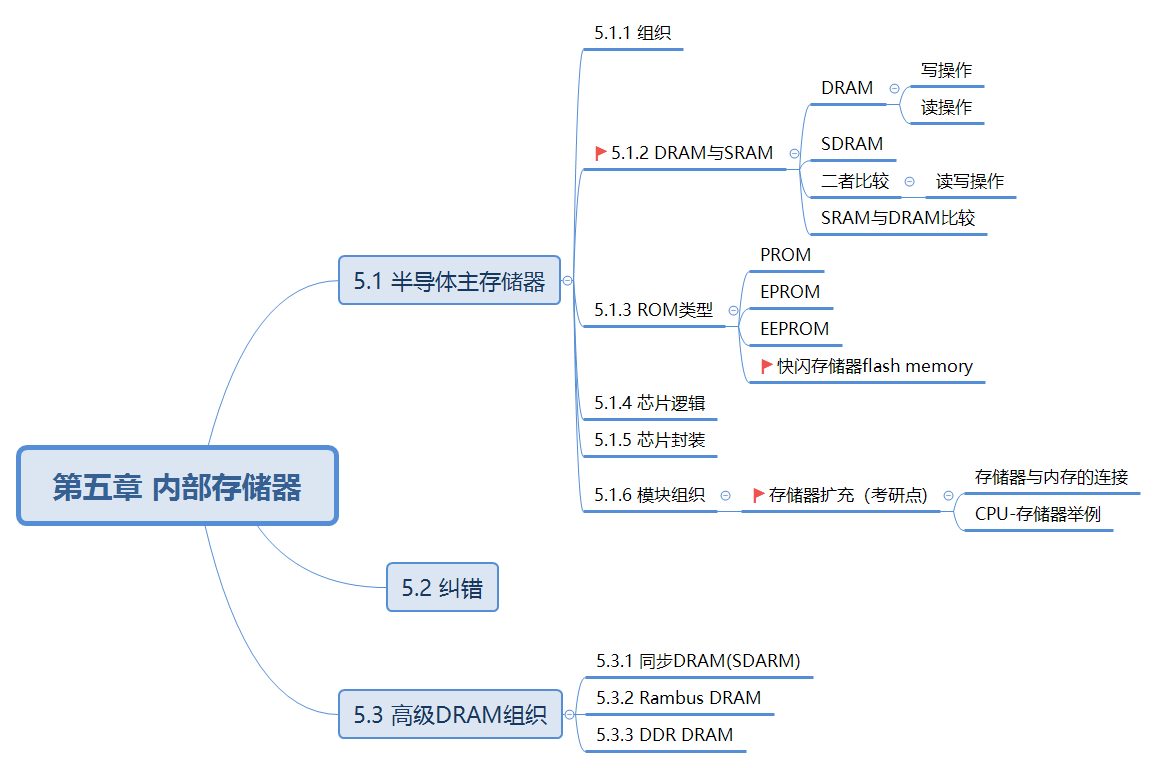 第五章 内部存储器
5.1 半导体主存储器
5.1.1 组织
5.1.2 DRAM与SRAM
DRAM
写操作
读操作
SDRAM
二者比较
读写操作
SRAM与DRAM比较
5.1.3 ROM类型
PROM
EPROM
EEPROM
快闪存储器flash memory
5.1.4 芯片逻辑
5.1.5 芯片封装
5.1.6 模块组织
存储器扩充（考研点）
存储器与内存的连接
CPU-存储器举例
5.2 纠错
5.3 高级DRAM组织
5.3.1 同步DRAM(SDARM)
5.3.2 Rambus DRAM
5.3.3 DDR DRAM